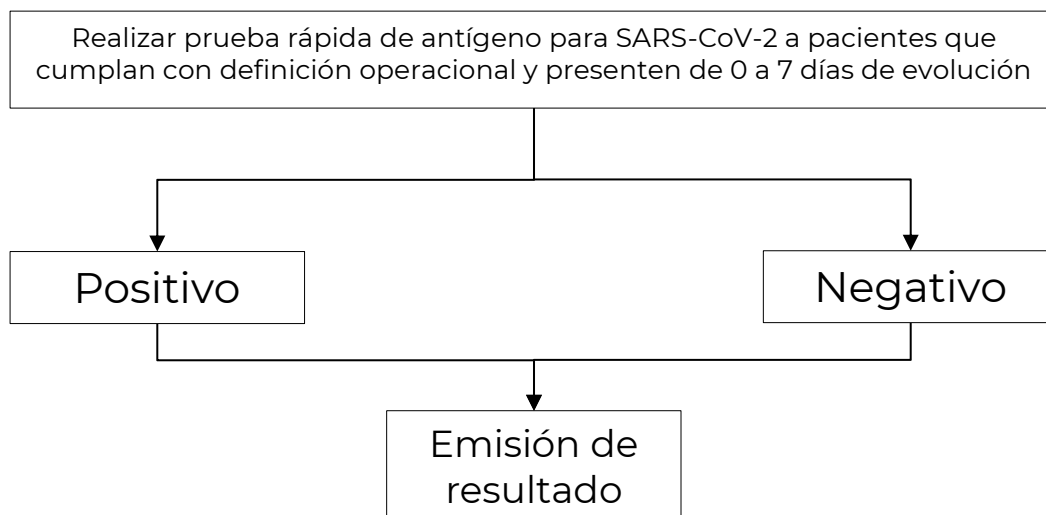 Realizar prueba rápida de antígeno para SARS-CoV-2 a pacientes que
cumplan con definición operacional y presenten de 0 a 7 días de evolución
Positivo
Negativo
Emisión de
resultado